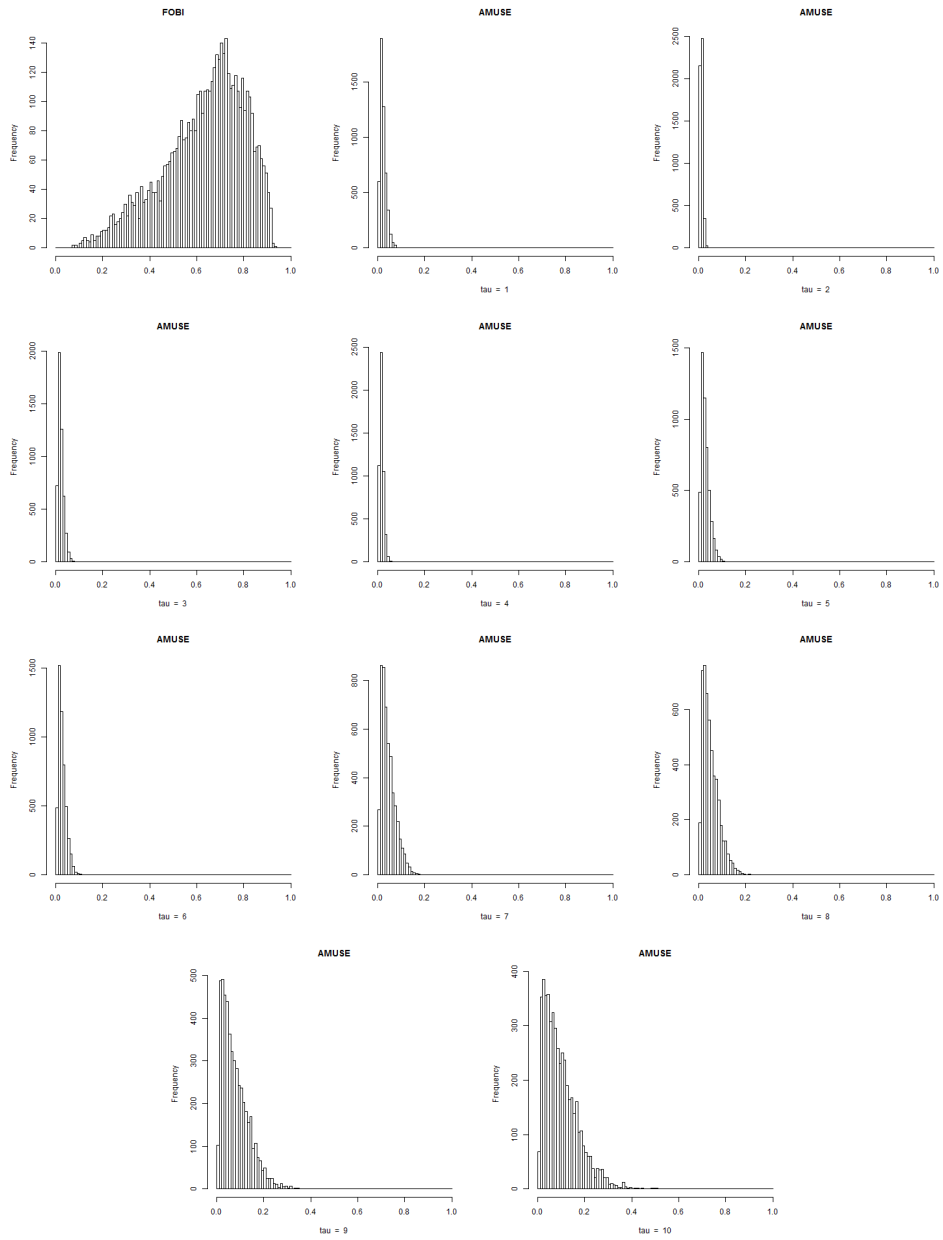 FOBI
Frequency
0 20 40 60 80 100 120 140
0.0 0.2 0.4 0.6 0.8 1.0
AMUSE
Frequency
0 500 1000 1500
0.0 0.2 0.4 0.6 0.8 1.0
tau = 1
AMUSE
Frequency
0 500 1000 1500 2000 2500
0.0 0.2 0.4 0.6 0.8 1.0
tau = 2
AMUSE
Frequency
0 500 1000 1500 2000
0.0 0.2 0.4 0.6 0.8 1.0
tau = 3
AMUSE
Frequency
0 500 1000 1500 2000 2500
0.0 0.2 0.4 0.6 0.8 1.0
tau = 4
AMUSE
Frequency
0 500 1000 1500
0.0 0.2 0.4 0.6 0.8 1.0
tau = 5
AMUSE
Frequency
0 500 1000 1500
0.0 0.2 0.4 0.6 0.8 1.0
tau = 6
AMUSE
Frequency
0 200 400 600 800
0.0 0.2 0.4 0.6 0.8 1.0
tau = 7
AMUSE
Frequency
0 200 400 600
0.0 0.2 0.4 0.6 0.8 1.0
tau = 8
AMUSE
Frequency
0 100 200 300 400 500
0.0 0.2 0.4 0.6 0.8 1.0
tau = 9
AMUSE
Frequency
0 100 200 300 400
0.0 0.2 0.4 0.6 0.8 1.0
tau = 10